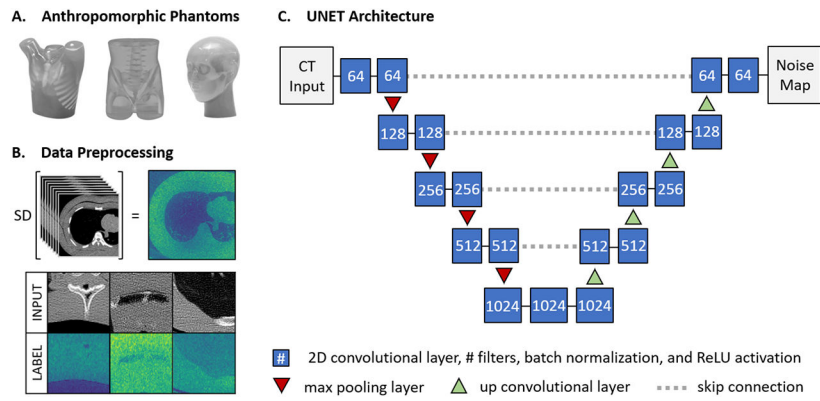 A. Anthropomorphic Phantoms
B. Data Preprocessing
SD
=
INPUT
LABEL
C. UNET Architecture
CT Input
64 64 64 64
Noise Map
128 128 128 128
256 256 256 256
512 512 512 512
1024 1024 1024
# 2D convolutional layer, # filters, batch normalization, and ReLU activation
max pooling layer up convolutional layer skip connection